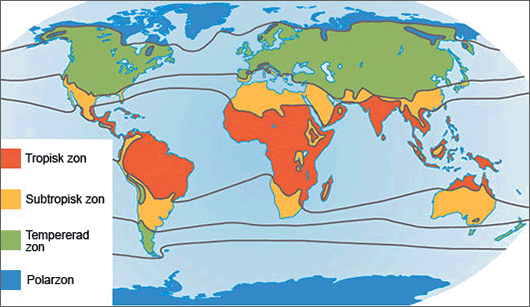 Tropisk zon
Subtropisk zon
Tempererad
zon
Polarzon